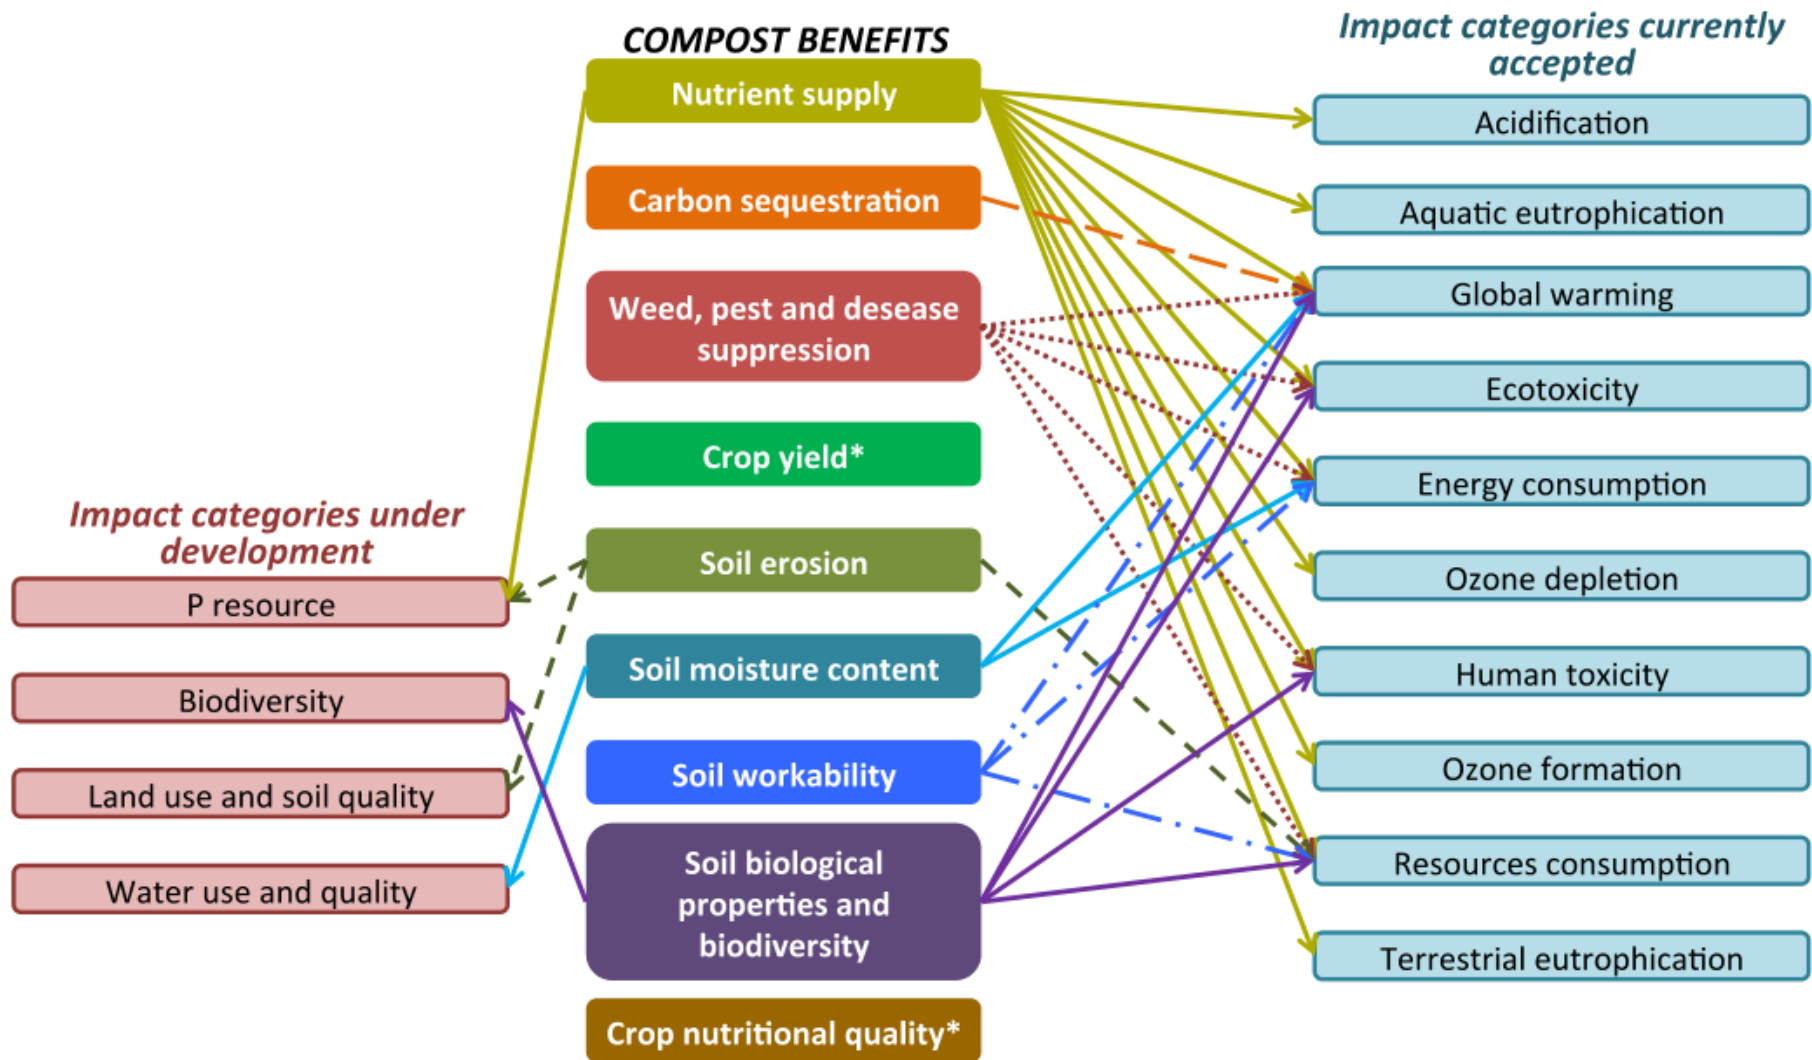 COMPOST BENEFITS
Nutrient supply
Carbon sequestration
Weed, pest and desease
suppression
Crop yield*
Soil erosion
Soil moisture content
Soil workability
Soil biological
properties and
biodiversity
Crop nutritional quality*
Impact categories under
development
P resource
Biodiversity
Land use and soil quality
Water use and quality
Impact categories currently
accepted
Acidification
Aquatic eutrophication
Global warming
Ecotoxicity
Energy consumption
Ozone depletion
Human toxicity
Ozone formation
Resources consumption
Terrestrial eutrophication